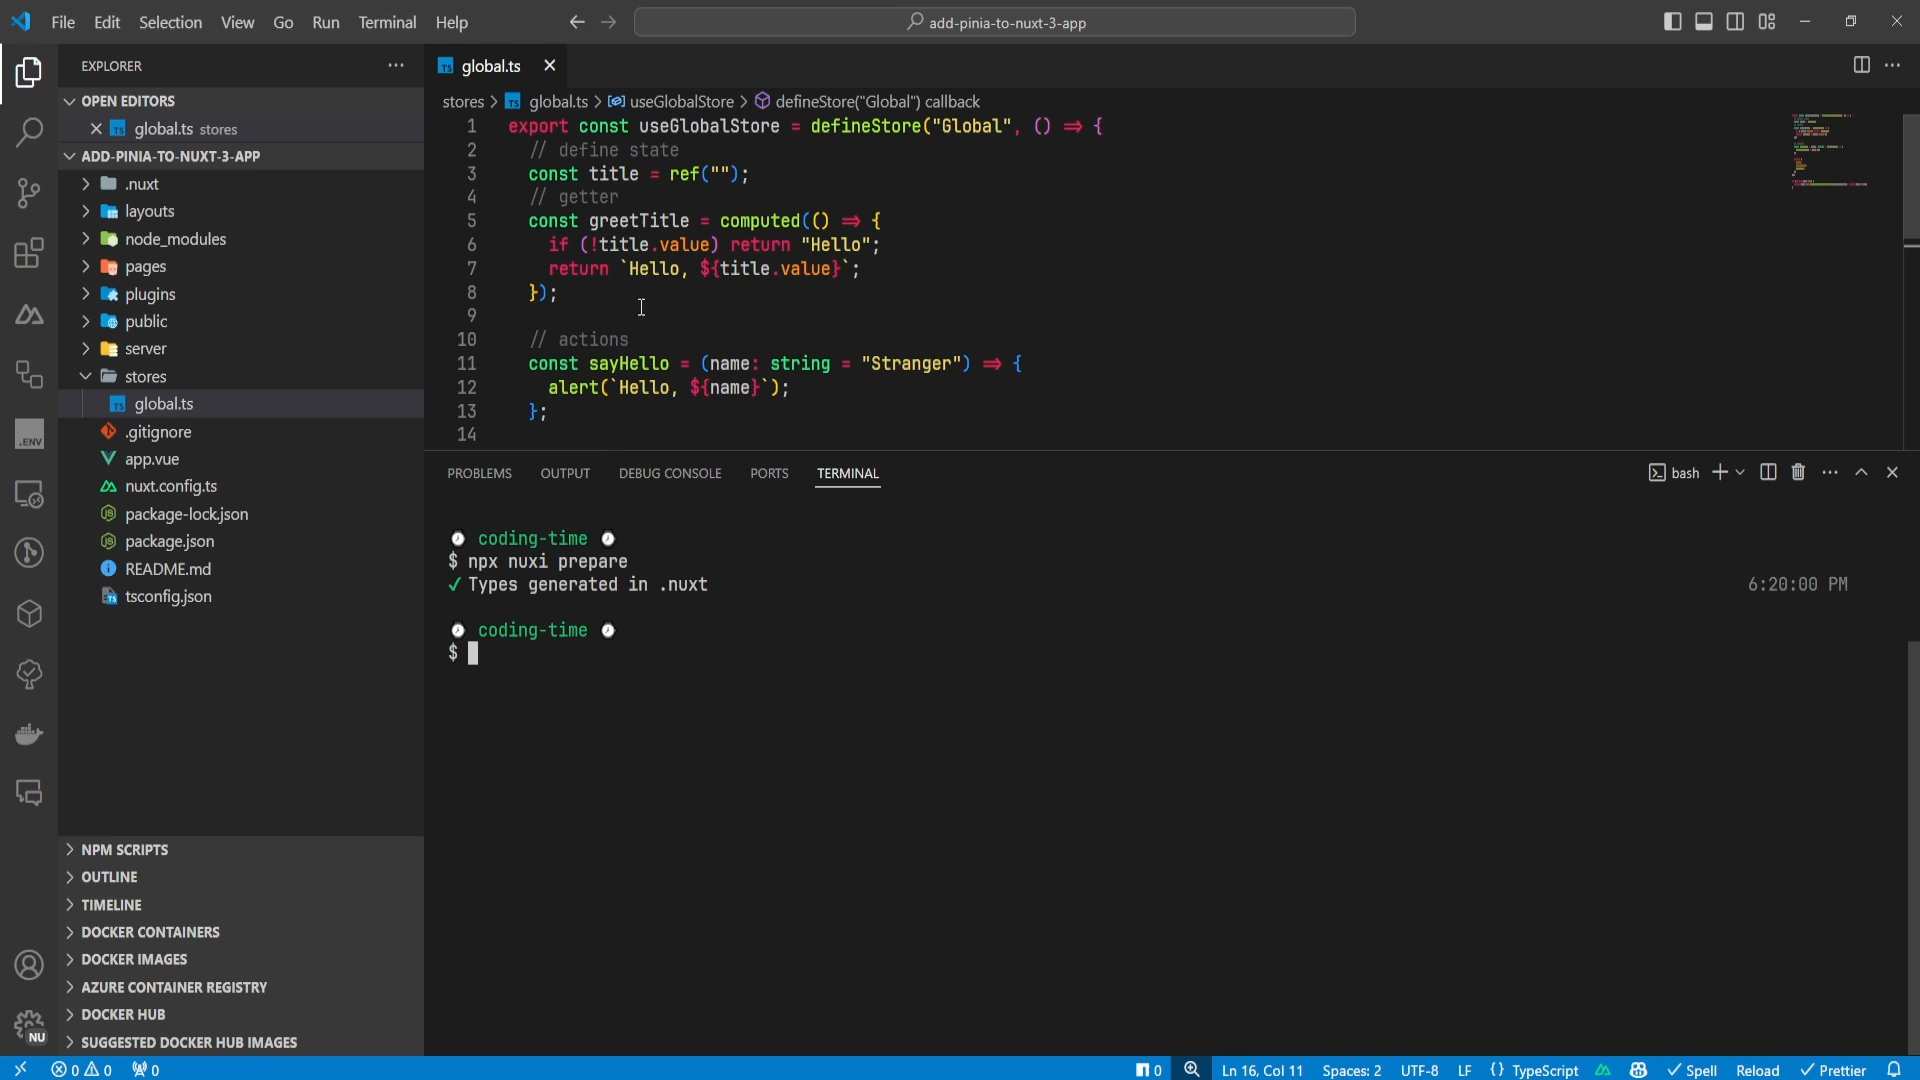 File Edit Selection View Go Run Terminal Help
add-pinia-to-nuxt-3-app
EXPLORER
OPEN EDITORS
global.ts stores
ADD-PINIA-TO-NUXT-3-APP
.nuxt
layouts
node_modules
pages
plugins
public
server
stores
global.ts
.gitignore
app.vue
nuxt.config.ts
package-lock.json
package.json
README.md
tsconfig.json
NPM SCRIPTS
OUTLINE
TIMELINE
DOCKER CONTAINERS
DOCKER IMAGES
AZURE CONTAINER REGISTRY
DOCKER HUB
SUGGESTED DOCKER HUB IMAGES
.ENV
NU
TS global.ts
stores > TS global.ts > useGlobalStore > defineStore("Global") callback
1 export const useGlobalStore = defineStore("Global", () => {
2 // define state
3 const title = ref("");
4 // getter
5 const greetTitle = computed(() => {
6 if (!title.value) return "Hello";
7 return `Hello, ${title.value}`;
8 });
9
10 // actions
11 const sayHello = (name: string = "Stranger") => {
12 alert(`Hello, ${name}`);
13 };
14
PROBLEMS OUTPUT DEBUG CONSOLE PORTS TERMINAL
bash
coding-time
$ npx nuxi prepare
✓ Types generated in .nuxt 6:20:00 PM
coding-time
$
0 0 0
0 Ln 16, Col 11 Spaces: 2 UTF-8 LF {} TypeScript Spell Reload Prettier